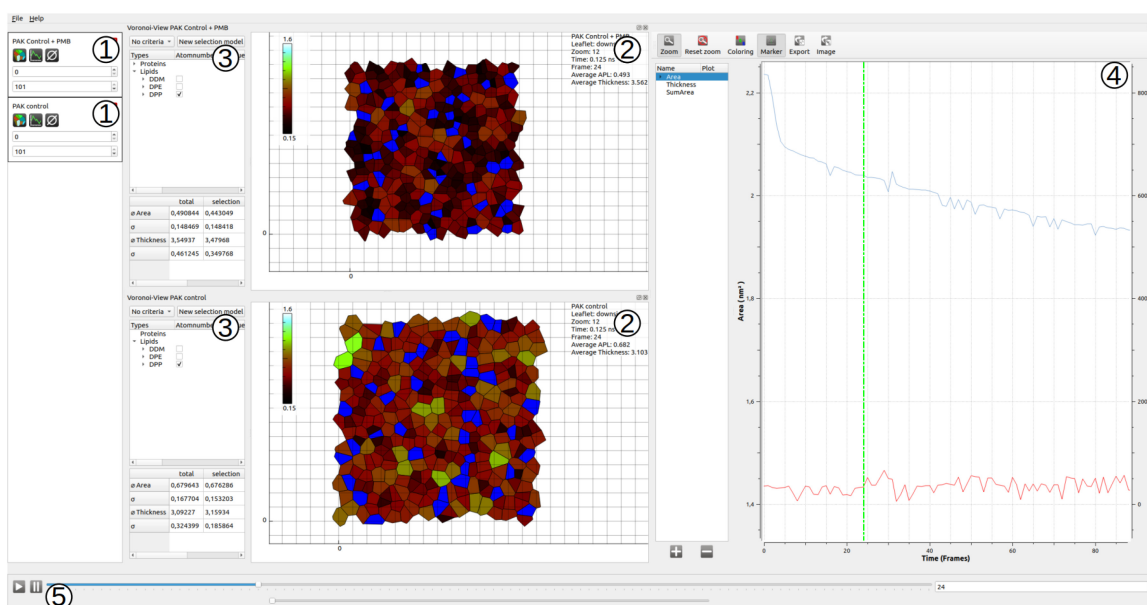 File Help
PAK Control + PMB
①
0
101
PAK control
①
0
101
Voronoi-View PAK Control + PMB
No criteria New selection model
Types Atomnumber
③
Proteins
Lipids
DDM
DPE
DPP
total selection
ø Area 0,490844 0,443049
σ 0,148469 0,148418
ø Thickness 3,54937 3,47968
σ 0,461245 0,349768
1.6
0.15
0
0
PAK Control + PMB
②
Leaflet: down
Zoom: 12
Time: 0.125 ns
Frame: 24
Average APL: 0.493
Average Thickness: 3.562
Voronoi-View PAK control
No criteria New selection model
Types Atomnumber
③
Proteins
Lipids
DDM
DPE
DPP
total selection
ø Area 0,679643 0,676286
σ 0,167704 0,153203
ø Thickness 3,09227 3,15934
σ 0,324399 0,185864
1.6
0.15
0
0
PAK control
②
Leaflet: down
Zoom: 12
Time: 0.125 ns
Frame: 24
Average APL: 0.682
Average Thickness: 3.103
Zoom Reset zoom Coloring Marker Export Image
Name Plot
Area
Thickness
SumArea
④
2,2
2
1,8
1,6
1,4
Area (nm²)
0 20 40 60 80
Time (Frames)
800
600
400
200
0
⑤
24